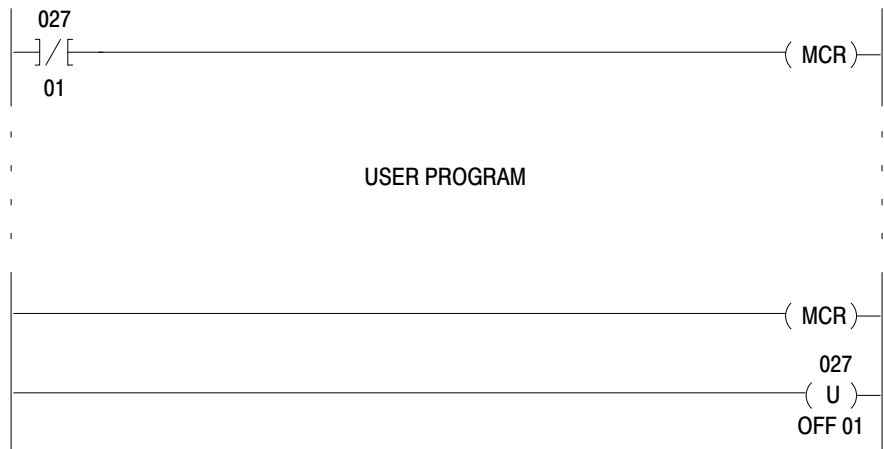 027
] / [
( MCR )
01
USER PROGRAM
( MCR )
027
( U )
OFF 01